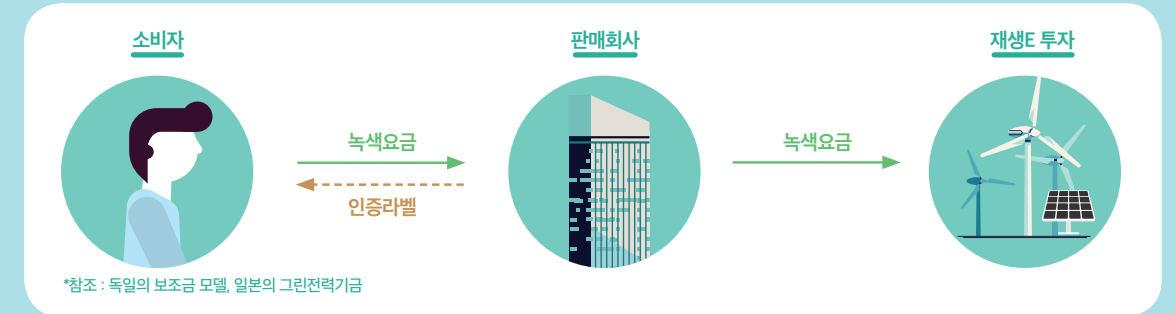 소비자
판매회사
재생E 투자
녹색요금
녹색요금
인증라벨
*참조 : 독일의 보조금 모델, 일본의 그린전력기금